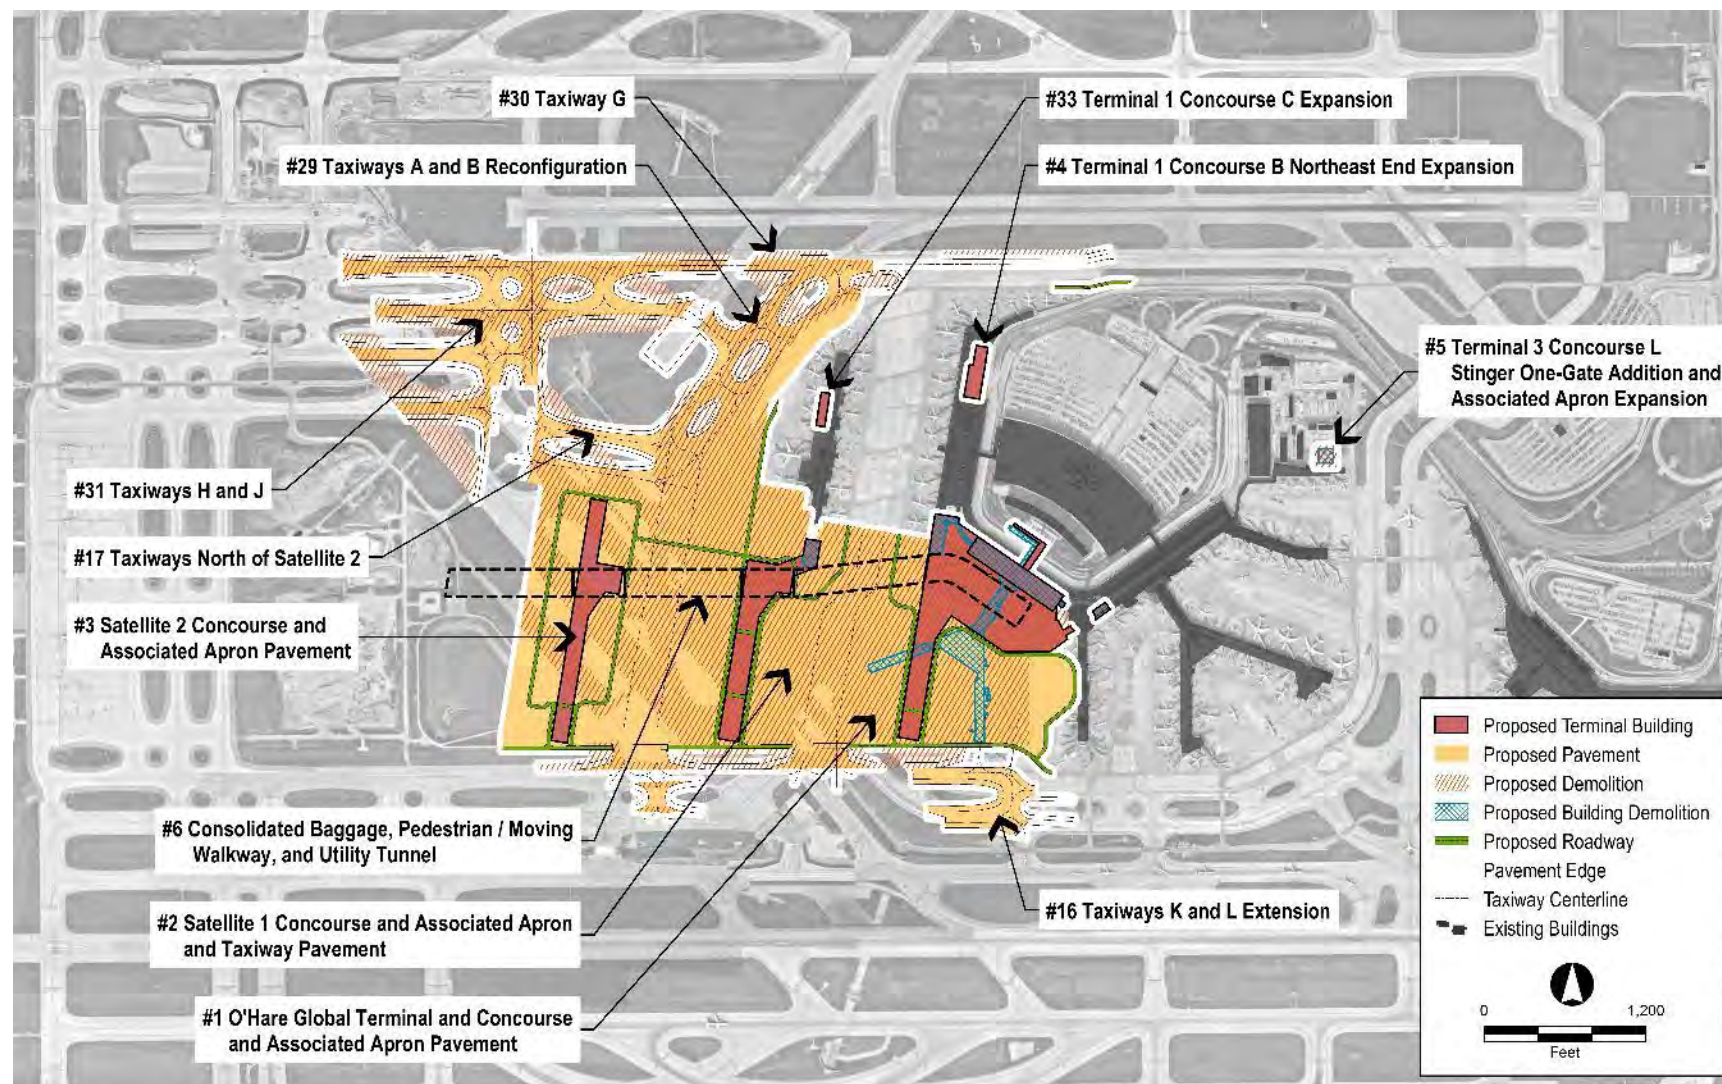 #30 Taxiway G
#33 Terminal 1 Concourse C Expansion
#29 Taxiways A and B Reconfiguration
#4 Terminal 1 Concourse B Northeast End Expansion
#5 Terminal 3 Concourse L
Stinger One-Gate Addition and
Associated Apron Expansion
#31 Taxiways H and J
#17 Taxiways North of Satellite 2
#3 Satellite 2 Concourse and
Associated Apron Pavement
#6 Consolidated Baggage, Pedestrian / Moving
Walkway, and Utility Tunnel
#2 Satellite 1 Concourse and Associated Apron
and Taxiway Pavement
#16 Taxiways K and L Extension
#1 O'Hare Global Terminal and Concourse
and Associated Apron Pavement
Proposed Terminal Building
Proposed Pavement
Proposed Demolition
Proposed Building Demolition
Proposed Roadway
Pavement Edge
Taxiway Centerline
Existing Buildings
0 1,200
Feet